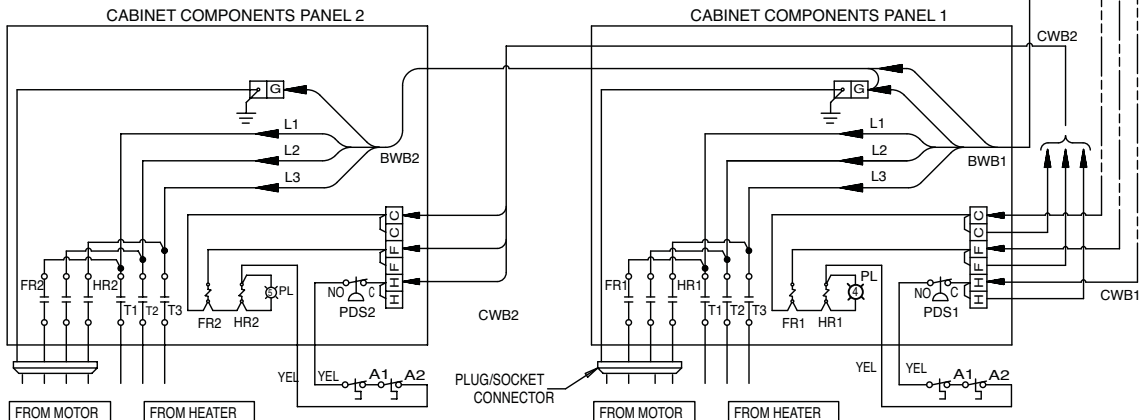 CABINET COMPONENTS PANEL 2
CABINET COMPONENTS PANEL 1
CWB2
G
G
L1
L1
L2
BWB2
L2
BWB1
L3
L3
C
C
C
C
F
F
F
F
FR2
HR2
NO
C
H
FR1
HR1
PL
NO
C
H
5
PL
4
H
H
CWB1
T1
T2
T3
PDS2
T1
T2
T3
PDS1
FR2
HR2
CWB2
FR1
HR1
YEL
YEL
A1
A2
PLUG/SOCKET
CONNECTOR
YEL
YEL
A1
A2
FROM MOTOR
FROM HEATER
FROM MOTOR
FROM HEATER